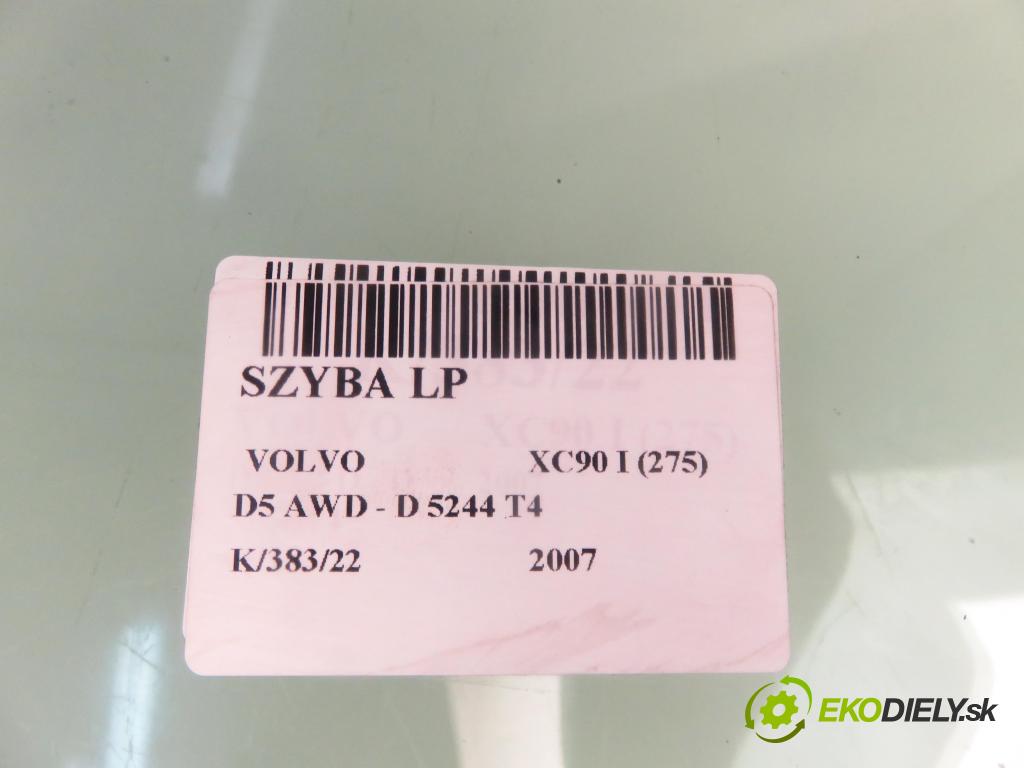 SZYBA LP
VOLVO XC90 I (275)
D5 AWD - D 5244 T4
K/383/22 2007
EKODIELY.sk